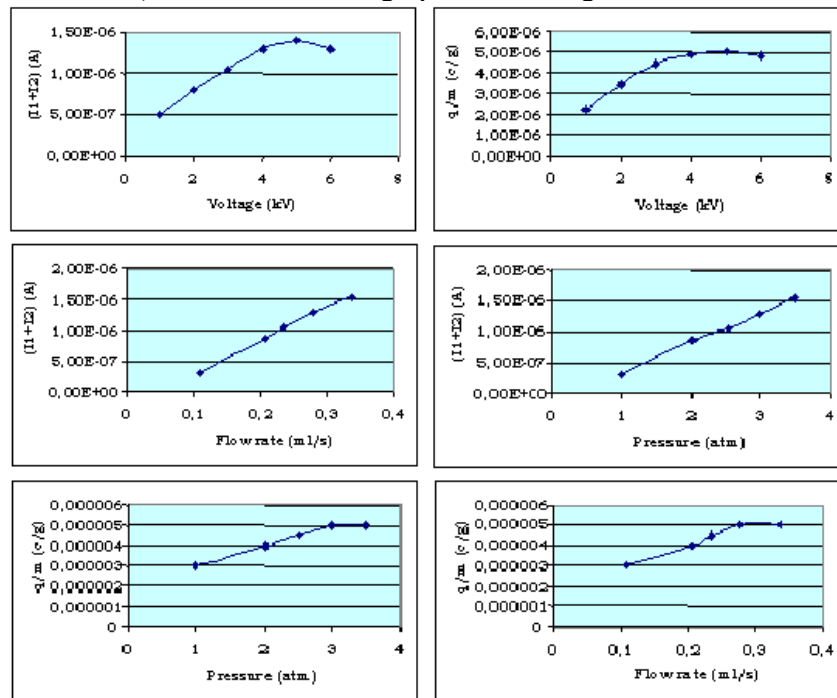 (I1+I2) (A)
1,50E-06
1,00E-06
5,00E-07
0,00E+00
0 2 4 6 8
Voltage (kV)
q/m (c/g)
6,00E-06
5,00E-06
4,00E-06
3,00E-06
2,00E-06
1,00E-06
0,00E+00
0 2 4 6 8
Voltage (kV)
(I1+I2) (A)
2,00E-06
1,50E-06
1,00E-06
5,00E-07
0,00E+00
0 0,1 0,2 0,3 0,4
Flow rate (ml/s)
(I1+I2) (A)
2,00E-06
1,50E-06
1,00E-06
5,00E-07
0,00E+00
0 1 2 3 4
Pressure (atm)
q/m (c/g)
0,000006
0,000005
0,000004
0,000003
0,000002
0,000001
0
0 1 2 3 4
Pressure (atm)
q/m (c/g)
0,000006
0,000005
0,000004
0,000003
0,000002
0,000001
0
0 0,1 0,2 0,3 0,4
Flow rate (ml/s)